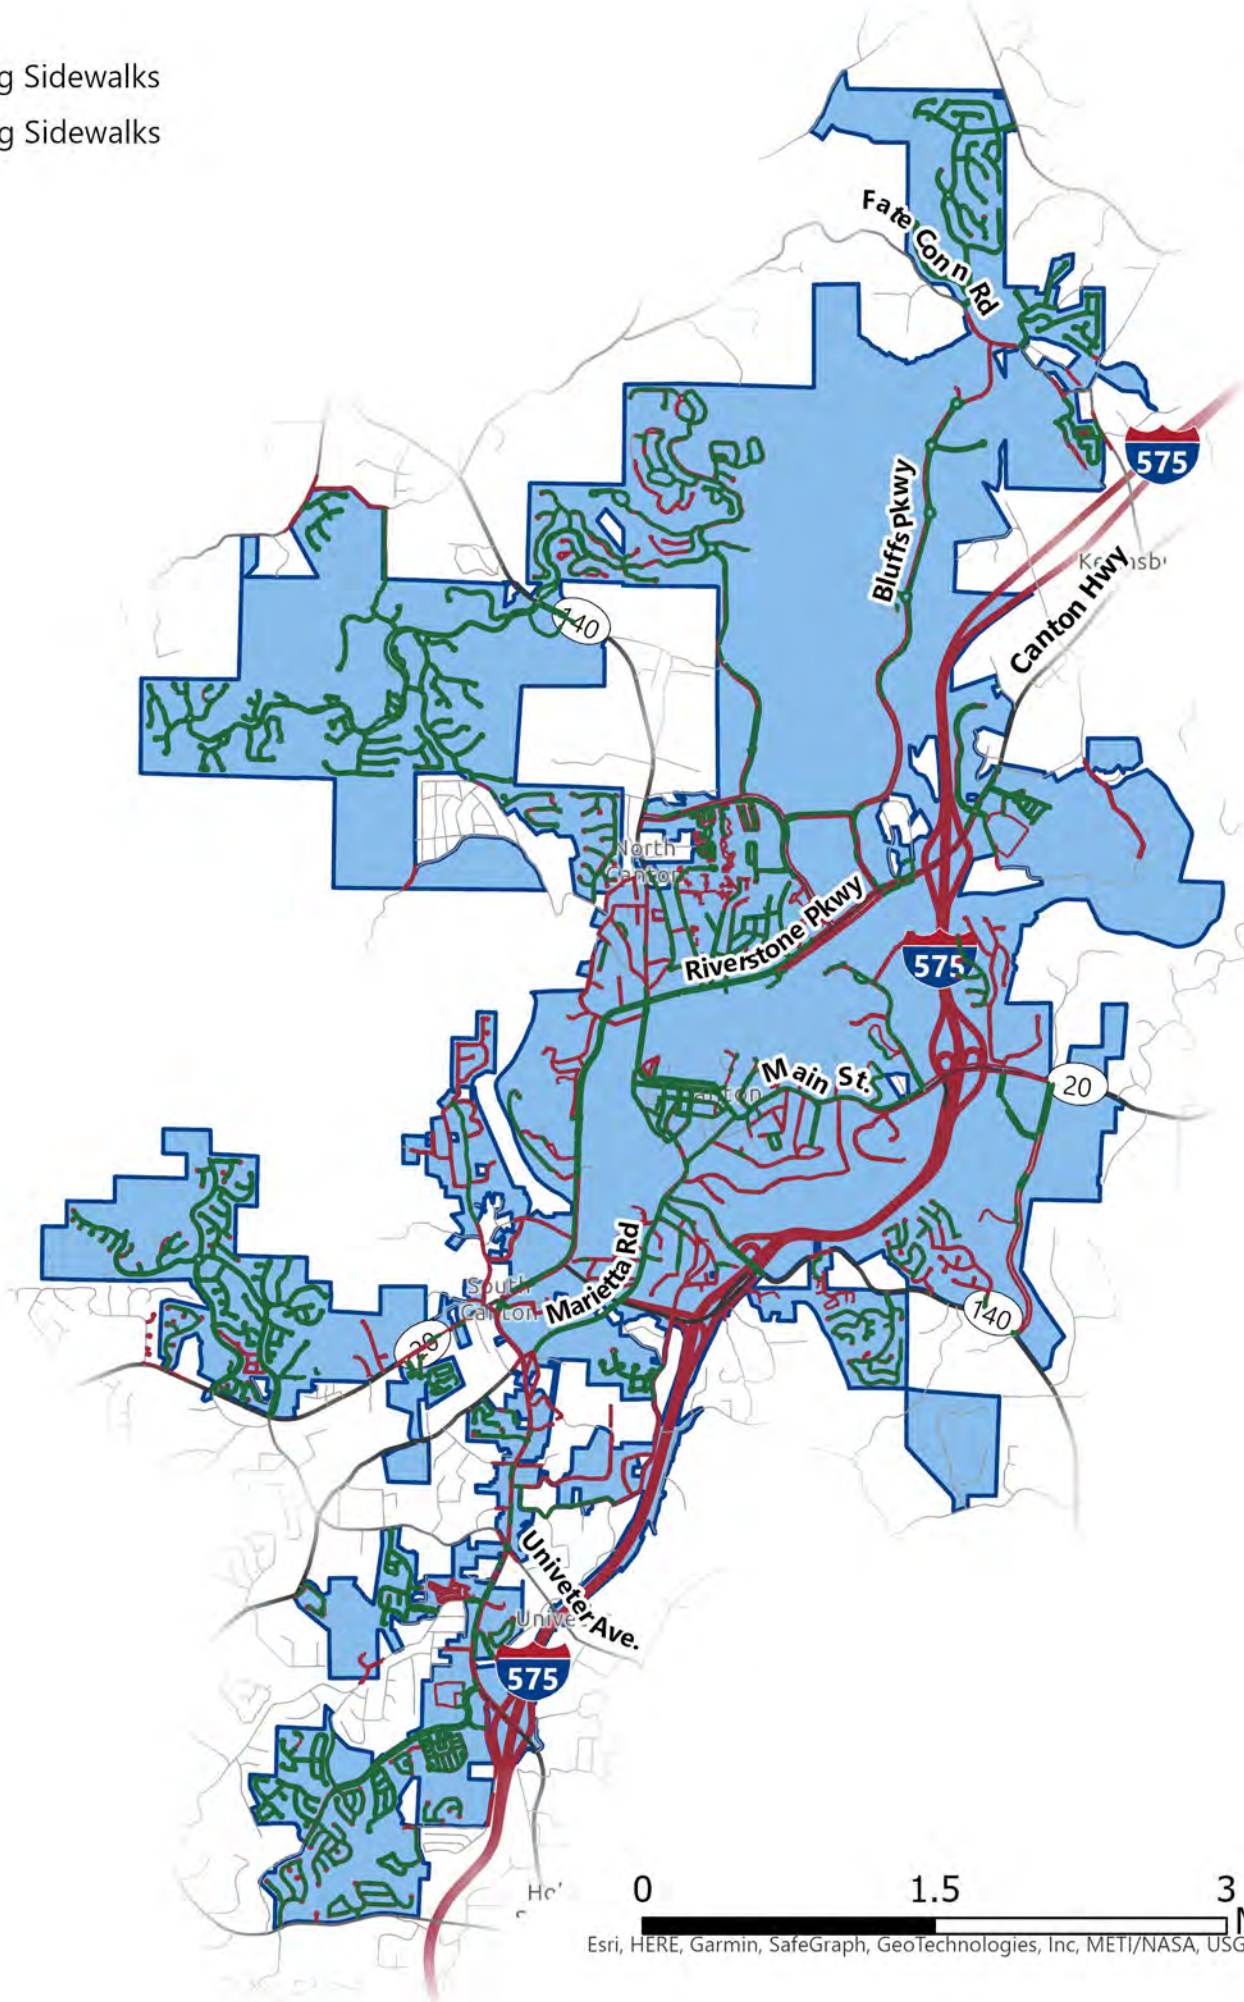 g Sidewalks
g Sidewalks
Fate Conn Rd
575
Bluffs Pkwy
Canton Hwy
140
North
Canton
Riverstone Pkwy
575
Main St.
20
Marietta Rd
South
Canton
20
140
Univeter Ave.
575
0 1.5 3
Esri, HERE, Garmin, SafeGraph, GeoTechnologies, Inc, METI/NASA, USG